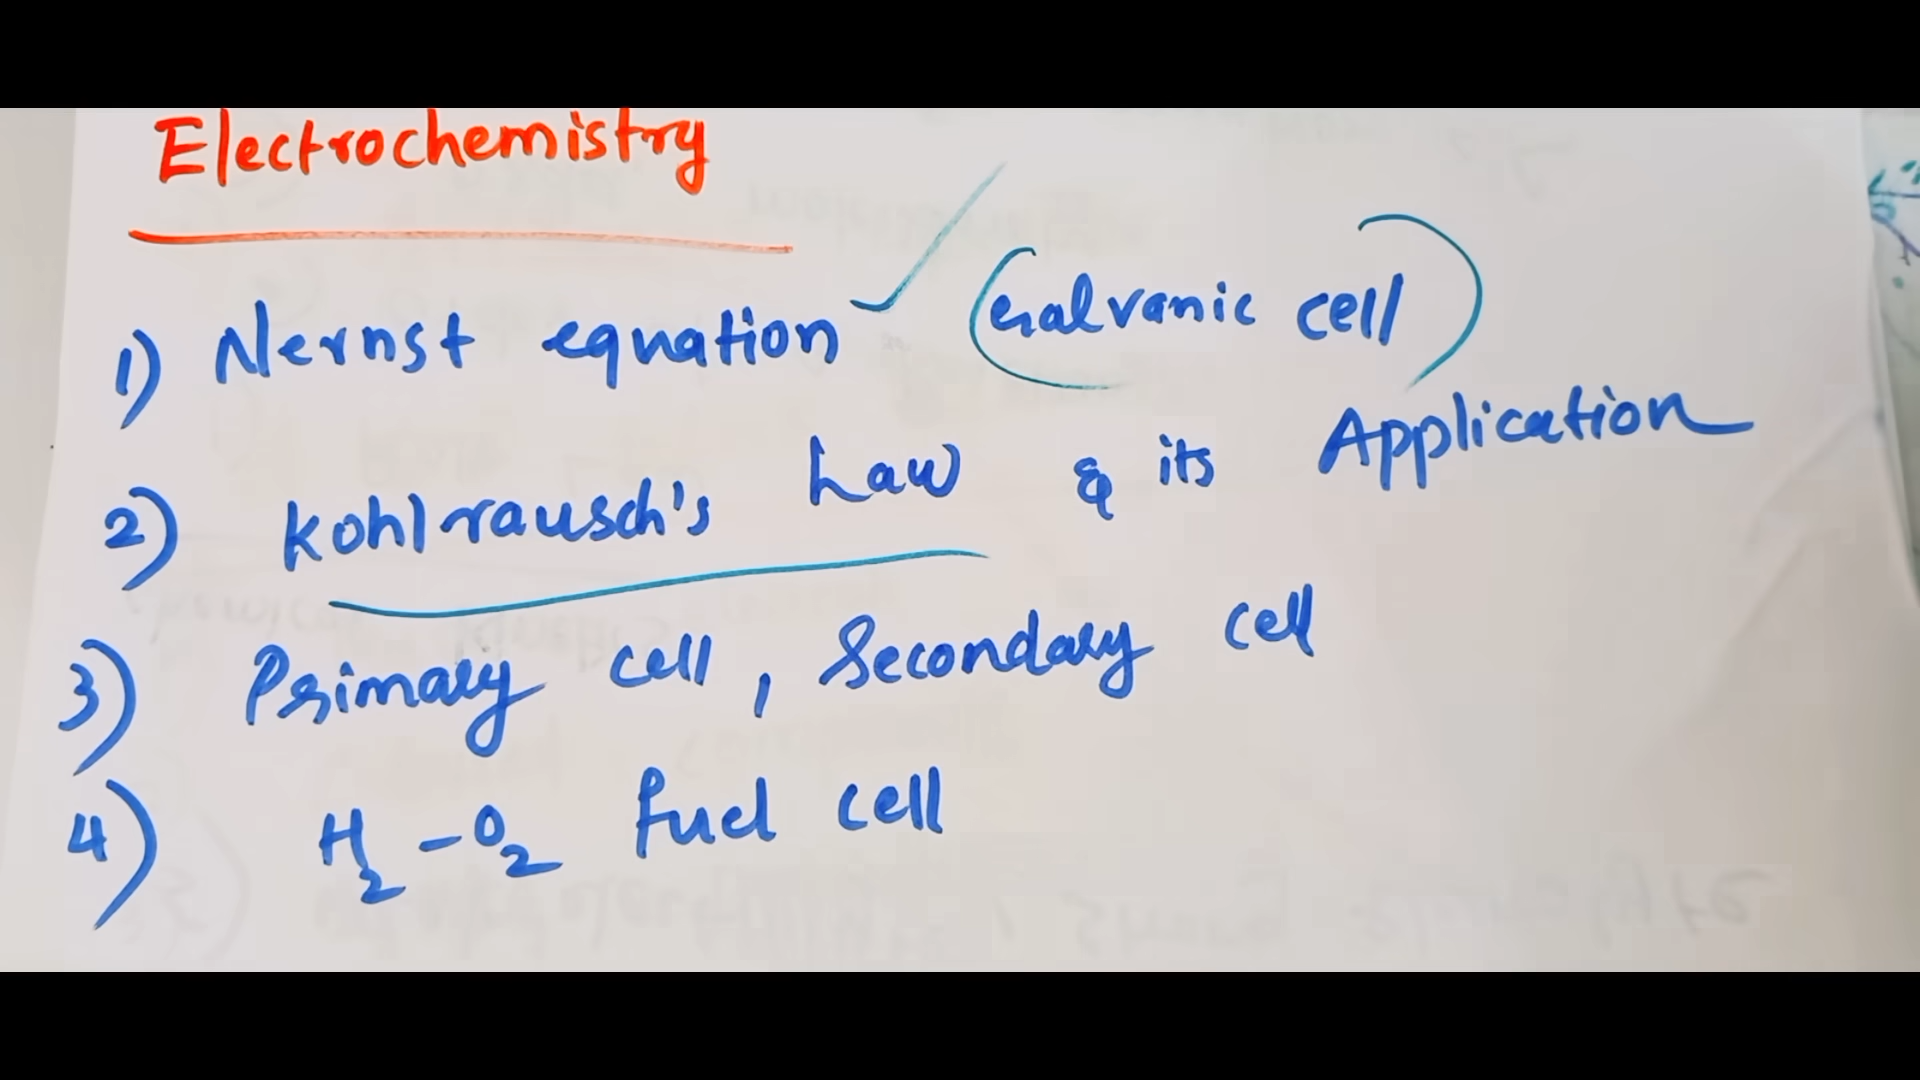 Electrochemistry
1) Nernst equation ✓ (Galvanic cell)
2) Kohlrausch's Law & its Application
3) Primary cell, Secondary cell
4) H₂-O₂ fuel cell